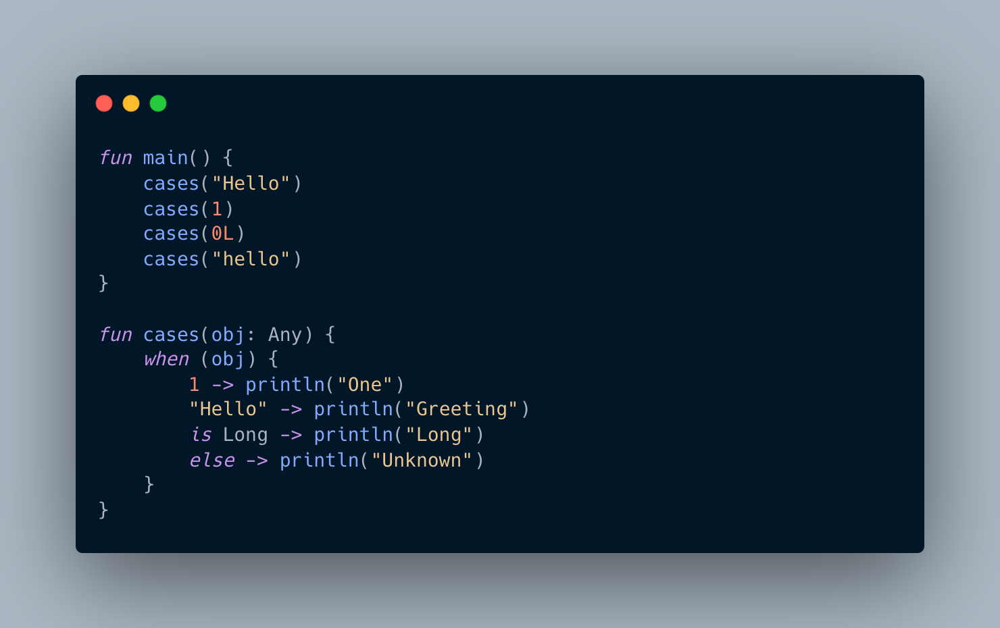 fun main() {
    cases("Hello")
    cases(1)
    cases(0L)
    cases("hello")
}

fun cases(obj: Any) {
    when (obj) {
        1 -> println("One")
        "Hello" -> println("Greeting")
        is Long -> println("Long")
        else -> println("Unknown")
    }
}